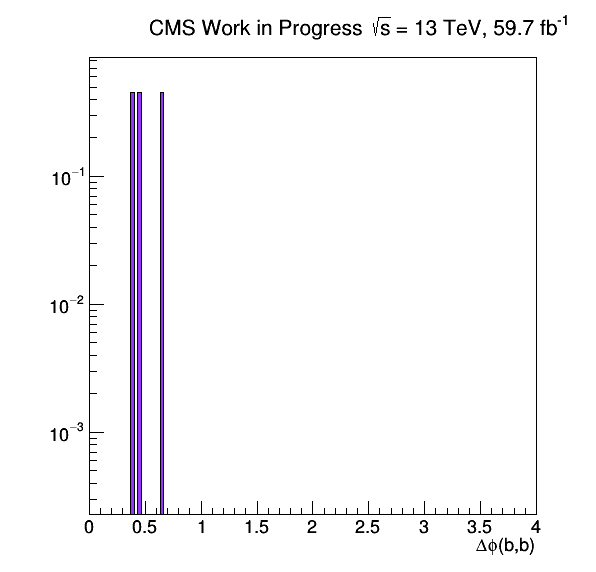 CMS Work in Progress √s = 13 TeV, 59.7 fb⁻¹
10⁻¹
10⁻²
10⁻³
0 0.5 1 1.5 2 2.5 3 3.5 4
Δϕ(b,b)